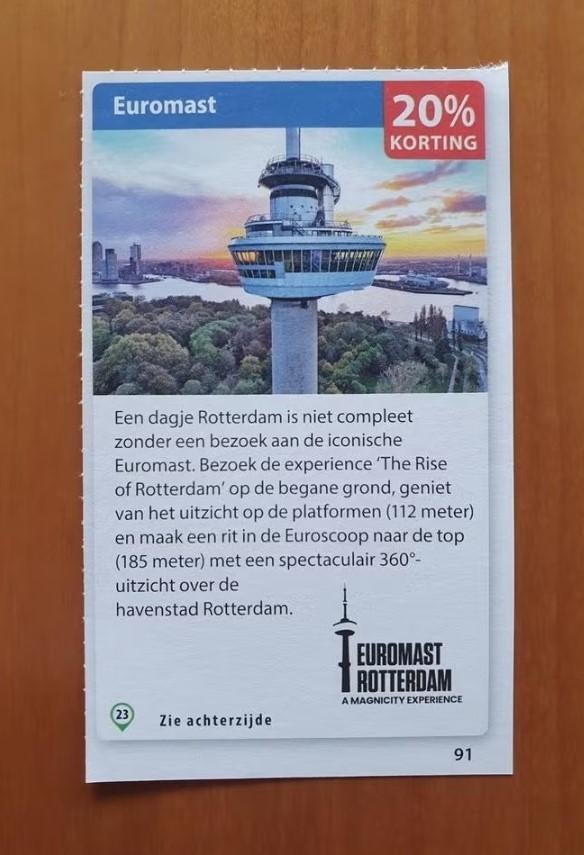 Euromast
20%
KORTING
Een dagje Rotterdam is niet compleet
zonder een bezoek aan de iconische
Euromast. Bezoek de experience ‘The Rise
of Rotterdam’ op de begane grond, geniet
van het uitzicht op de platformen (112 meter)
en maak een rit in de Euroscoop naar de top
(185 meter) met een spectaculair 360°-
uitzicht over de
havenstad Rotterdam.
EUROMAST
ROTTERDAM
A MAGNICITY EXPERIENCE
23
Zie achterzijde
91